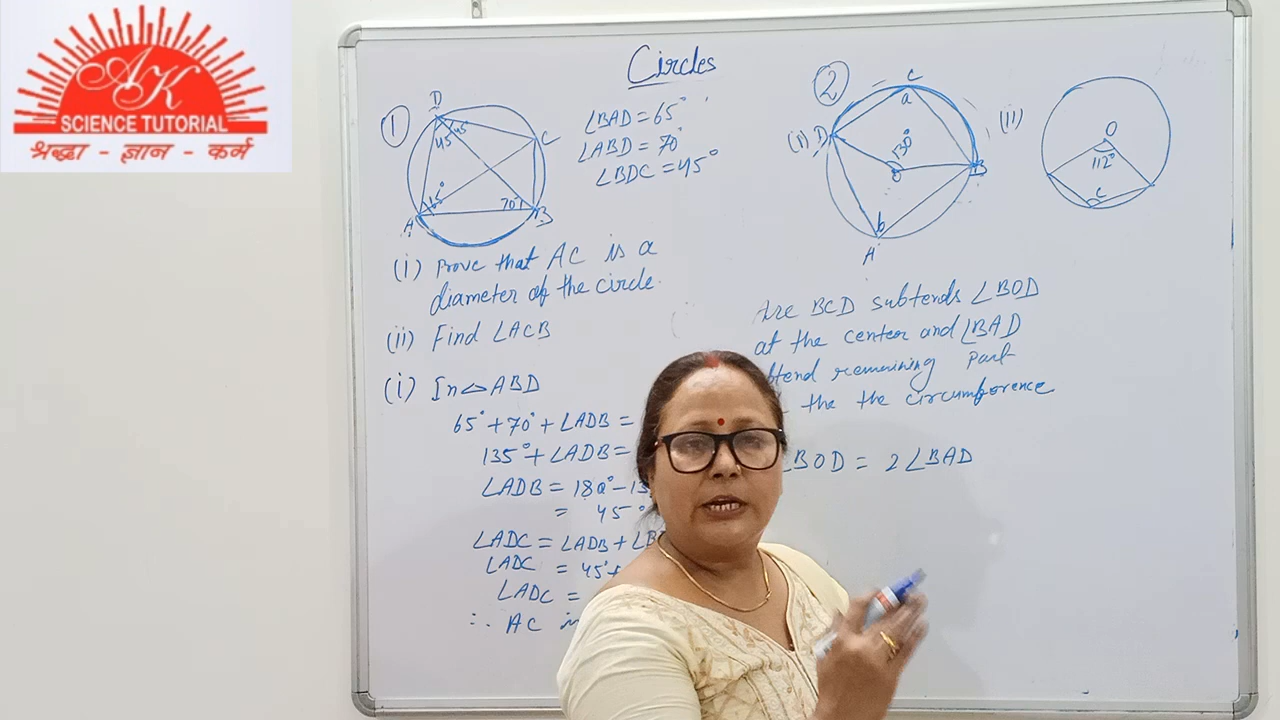 AK
SCIENCE TUTORIAL
श्रद्धा - ज्ञान - कर्म
Circles
①
D
45° 45°
C
65°
70°
A
B
∠BAD = 65°
∠ABD = 70°
∠BDC = 45°
(i) Prove that AC is a
diameter of the circle.
(ii) Find ∠ACB
(i) In △ ABD
65° + 70° + ∠ADB =
135° + ∠ADB =
∠ADB = 180° - 13
= 45°
∠ADC = ∠ADB + ∠B
∠ADC = 45° +
∠ADC =
∴ AC
②
(i)
C
a
D
130°
O
B
b
A
(ii)
O
112°
c
Arc BCD subtends ∠BOD
at the center and ∠BAD
remaining part
the the circumference
BOD = 2 ∠BAD